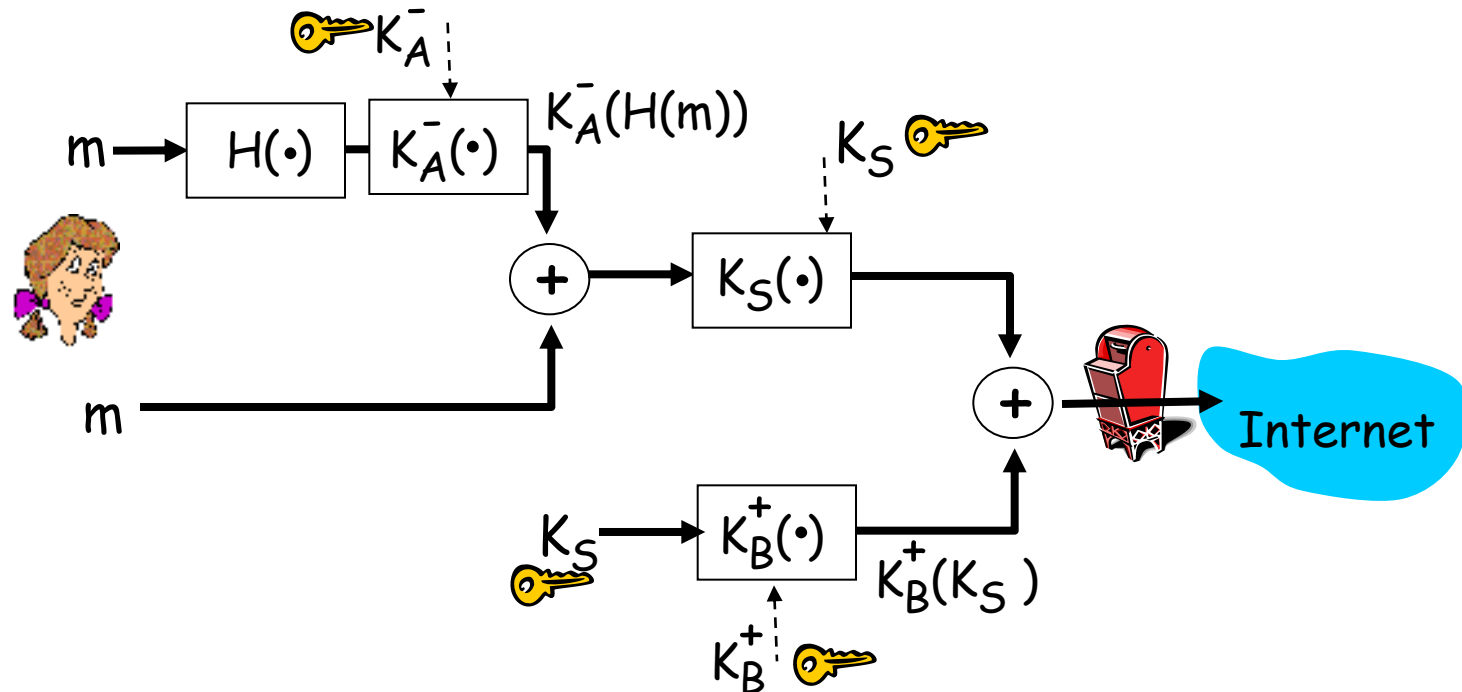 K_A^-
m
H(•)
K_A^-(•)
K_A^-(H(m))
K_S
+
K_S(•)
m
+
Internet
K_S
K_B^+(•)
K_B^+(K_S )
K_B^+